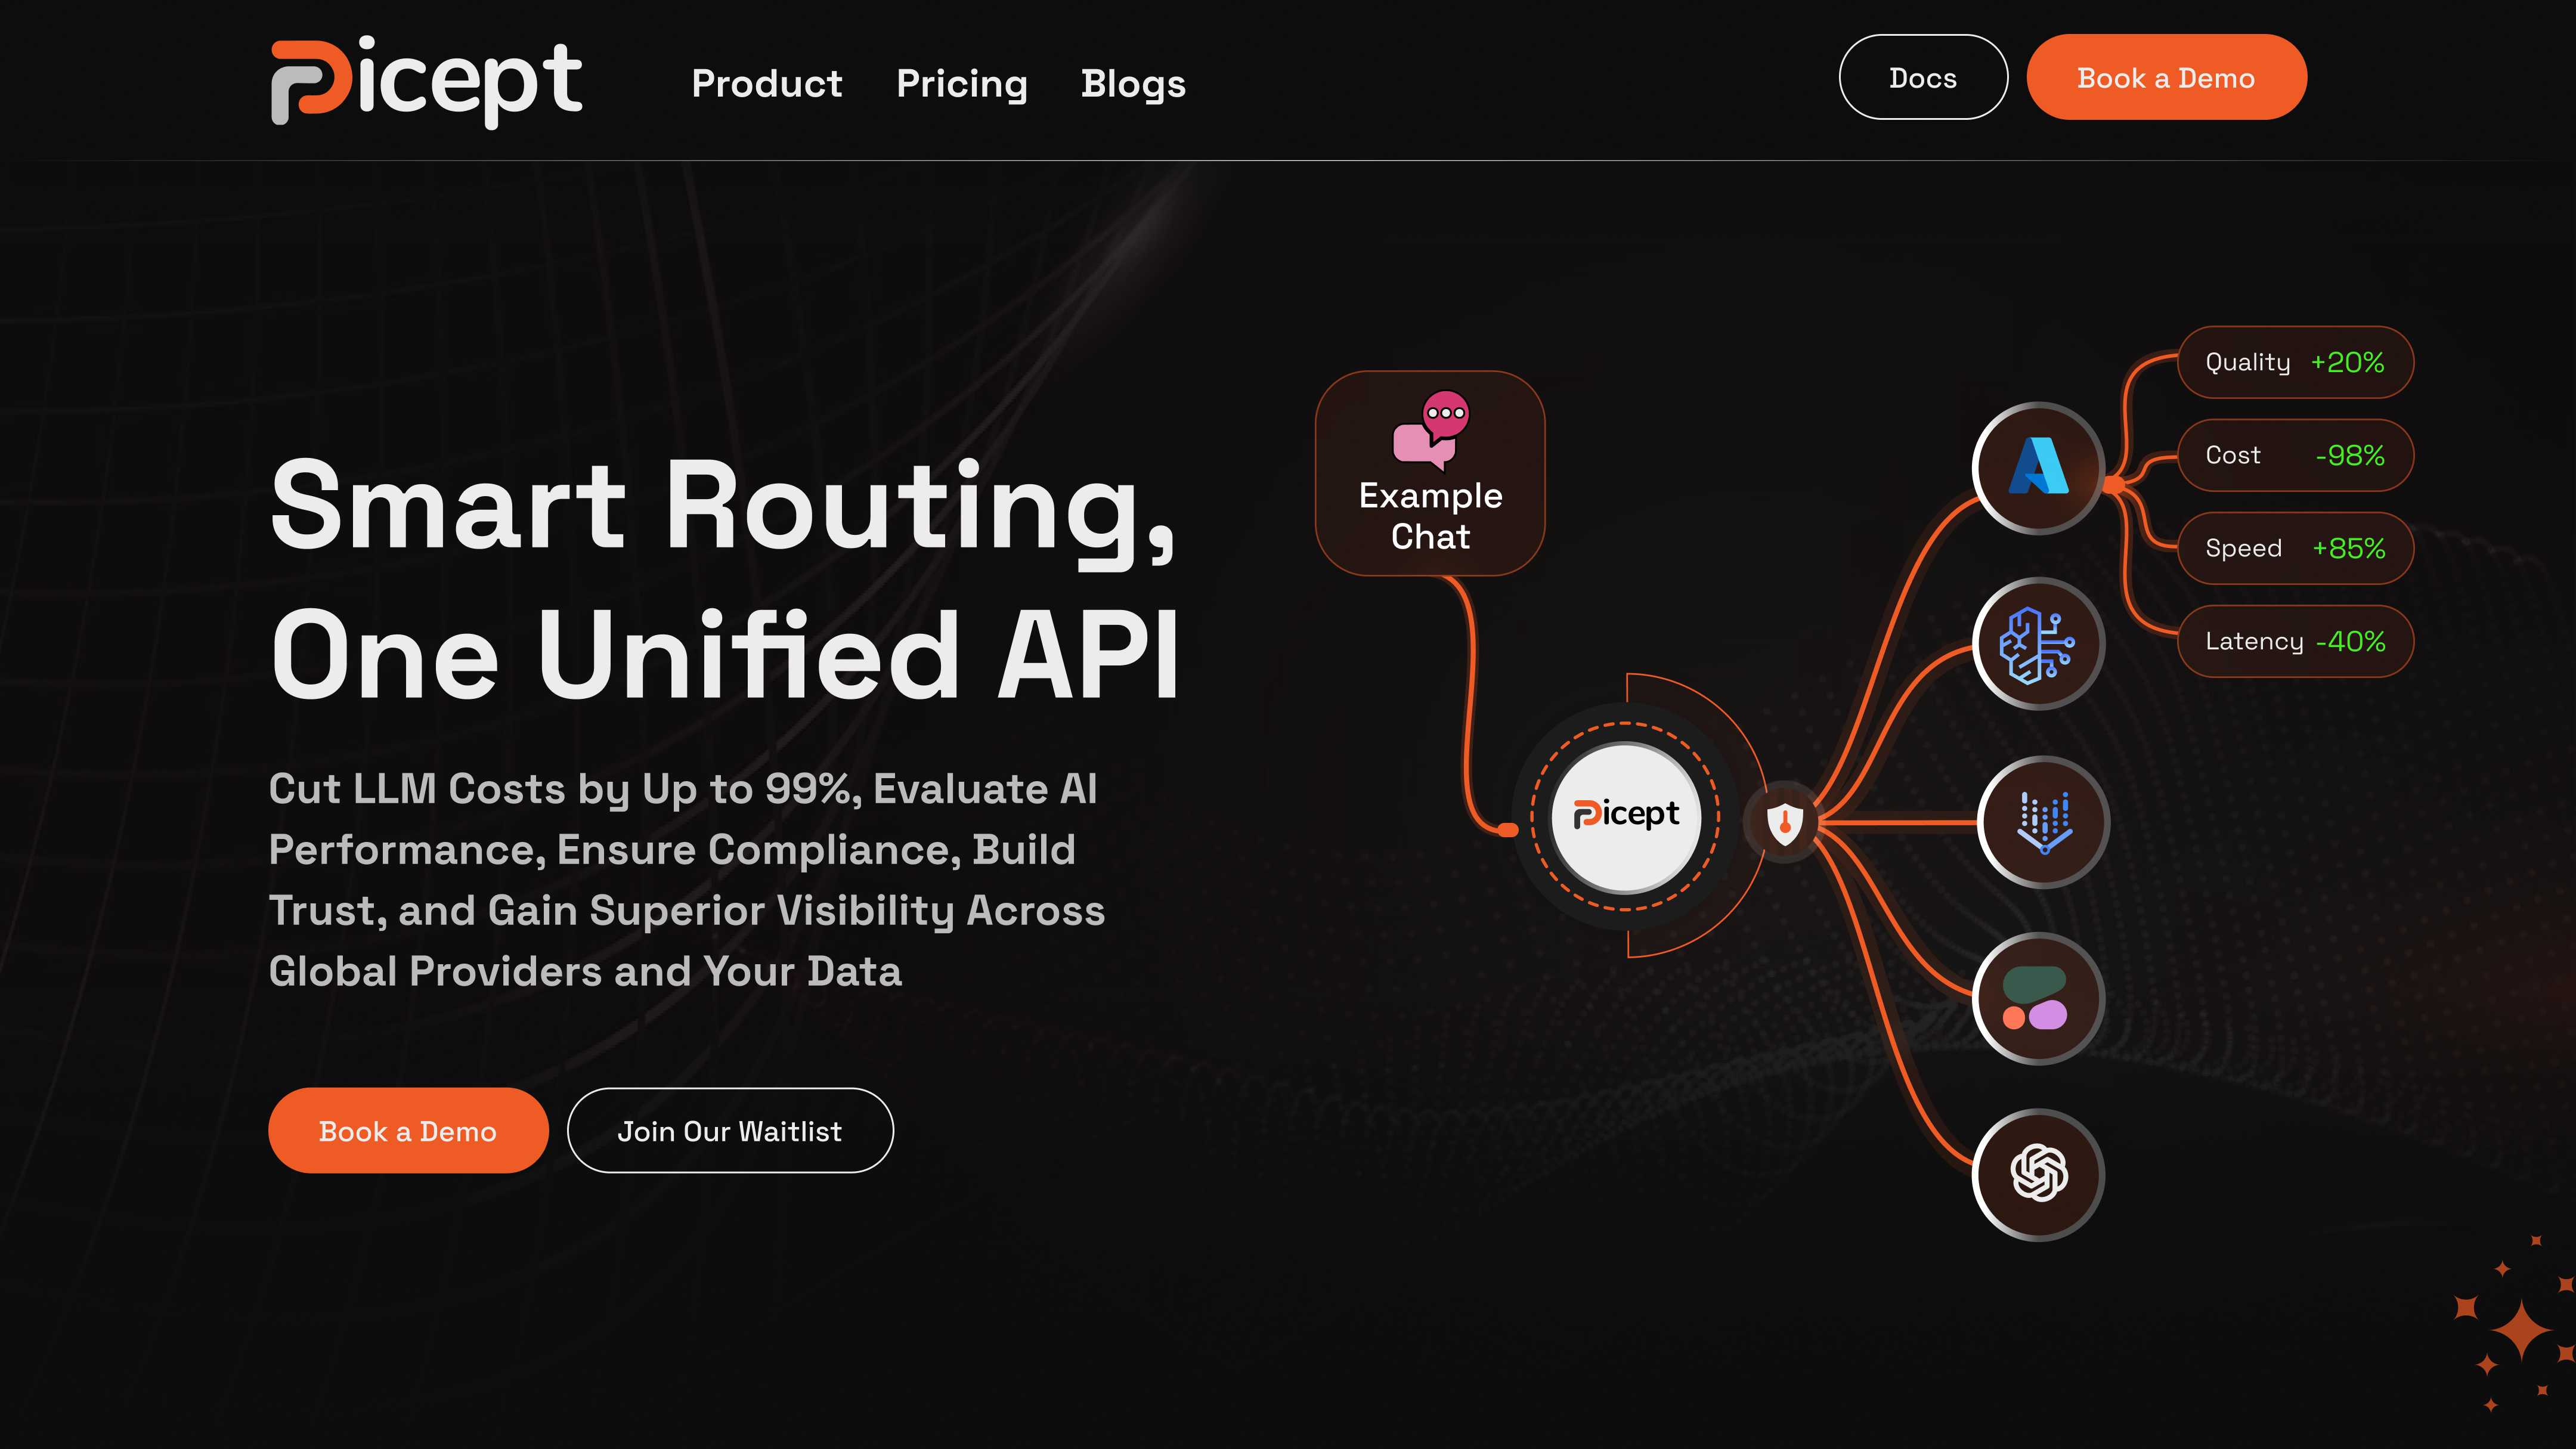 Picept
Product Pricing Blogs
Docs
Book a Demo
Smart Routing,
One Unified API
Cut LLM Costs by Up to 99%, Evaluate AI
Performance, Ensure Compliance, Build
Trust, and Gain Superior Visibility Across
Global Providers and Your Data
Book a Demo
Join Our Waitlist
Example
Chat
Picept
Quality +20%
Cost -98%
Speed +85%
Latency -40%